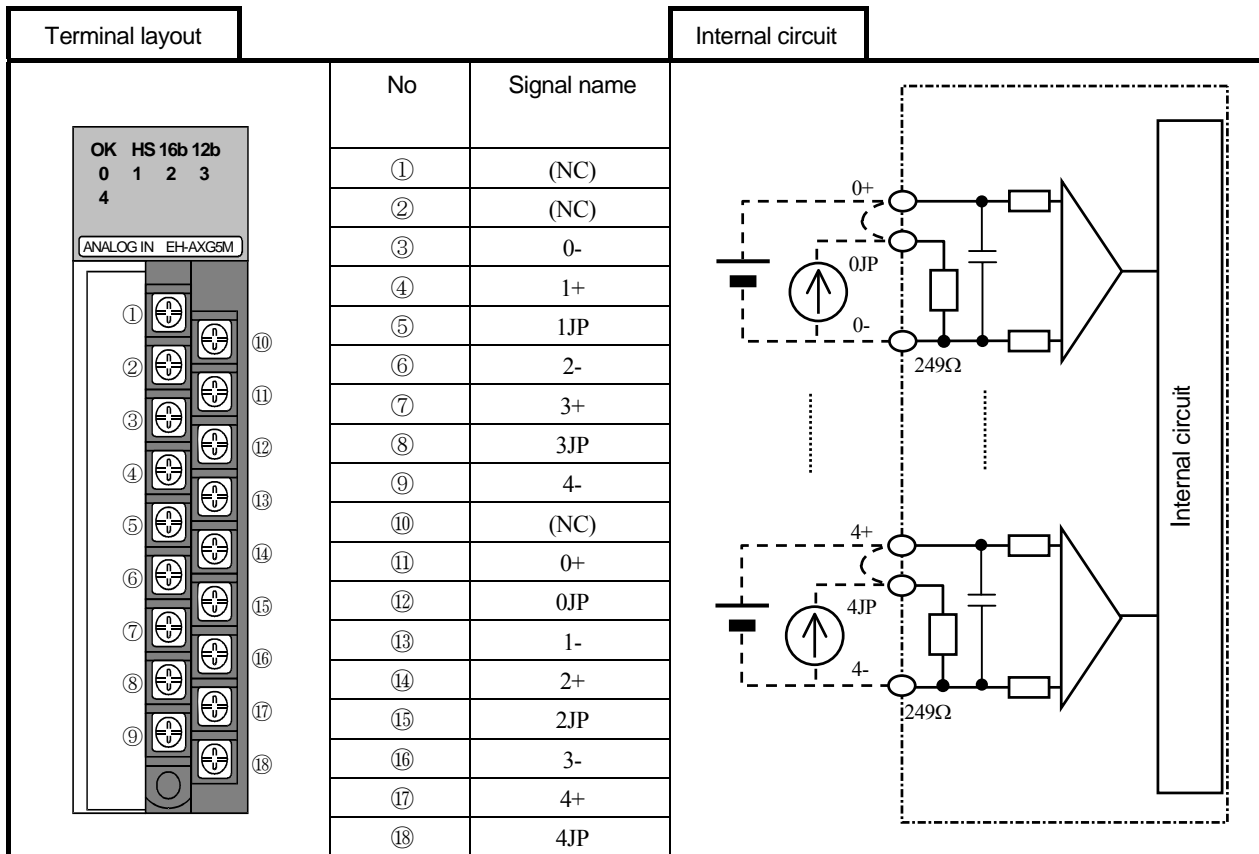 Terminal layout
Internal circuit
OK HS 16b 12b
0 1 2 3
4
ANALOG IN EH-AXG5M
①
②
③
④
⑤
⑥
⑦
⑧
⑨
⑩
⑪
⑫
⑬
⑭
⑮
⑯
⑰
⑱
No Signal name
① (NC)
② (NC)
③ 0-
④ 1+
⑤ 1JP
⑥ 2-
⑦ 3+
⑧ 3JP
⑨ 4-
⑩ (NC)
⑪ 0+
⑫ 0JP
⑬ 1-
⑭ 2+
⑮ 2JP
⑯ 3-
⑰ 4+
⑱ 4JP
0+
0JP
0-
249Ω
4+
4JP
4-
249Ω
Internal circuit